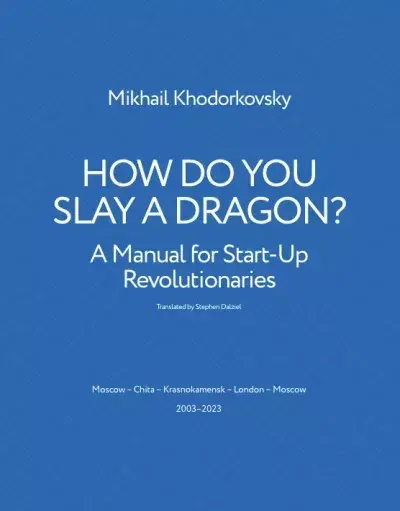 Mikhail Khodorkovsky
HOW DO YOU
SLAY A DRAGON?
A Manual for Start-Up
Revolutionaries
Translated by Stephen Dalziel
Moscow – Chita – Krasnokamensk – London – Moscow
2003–2023